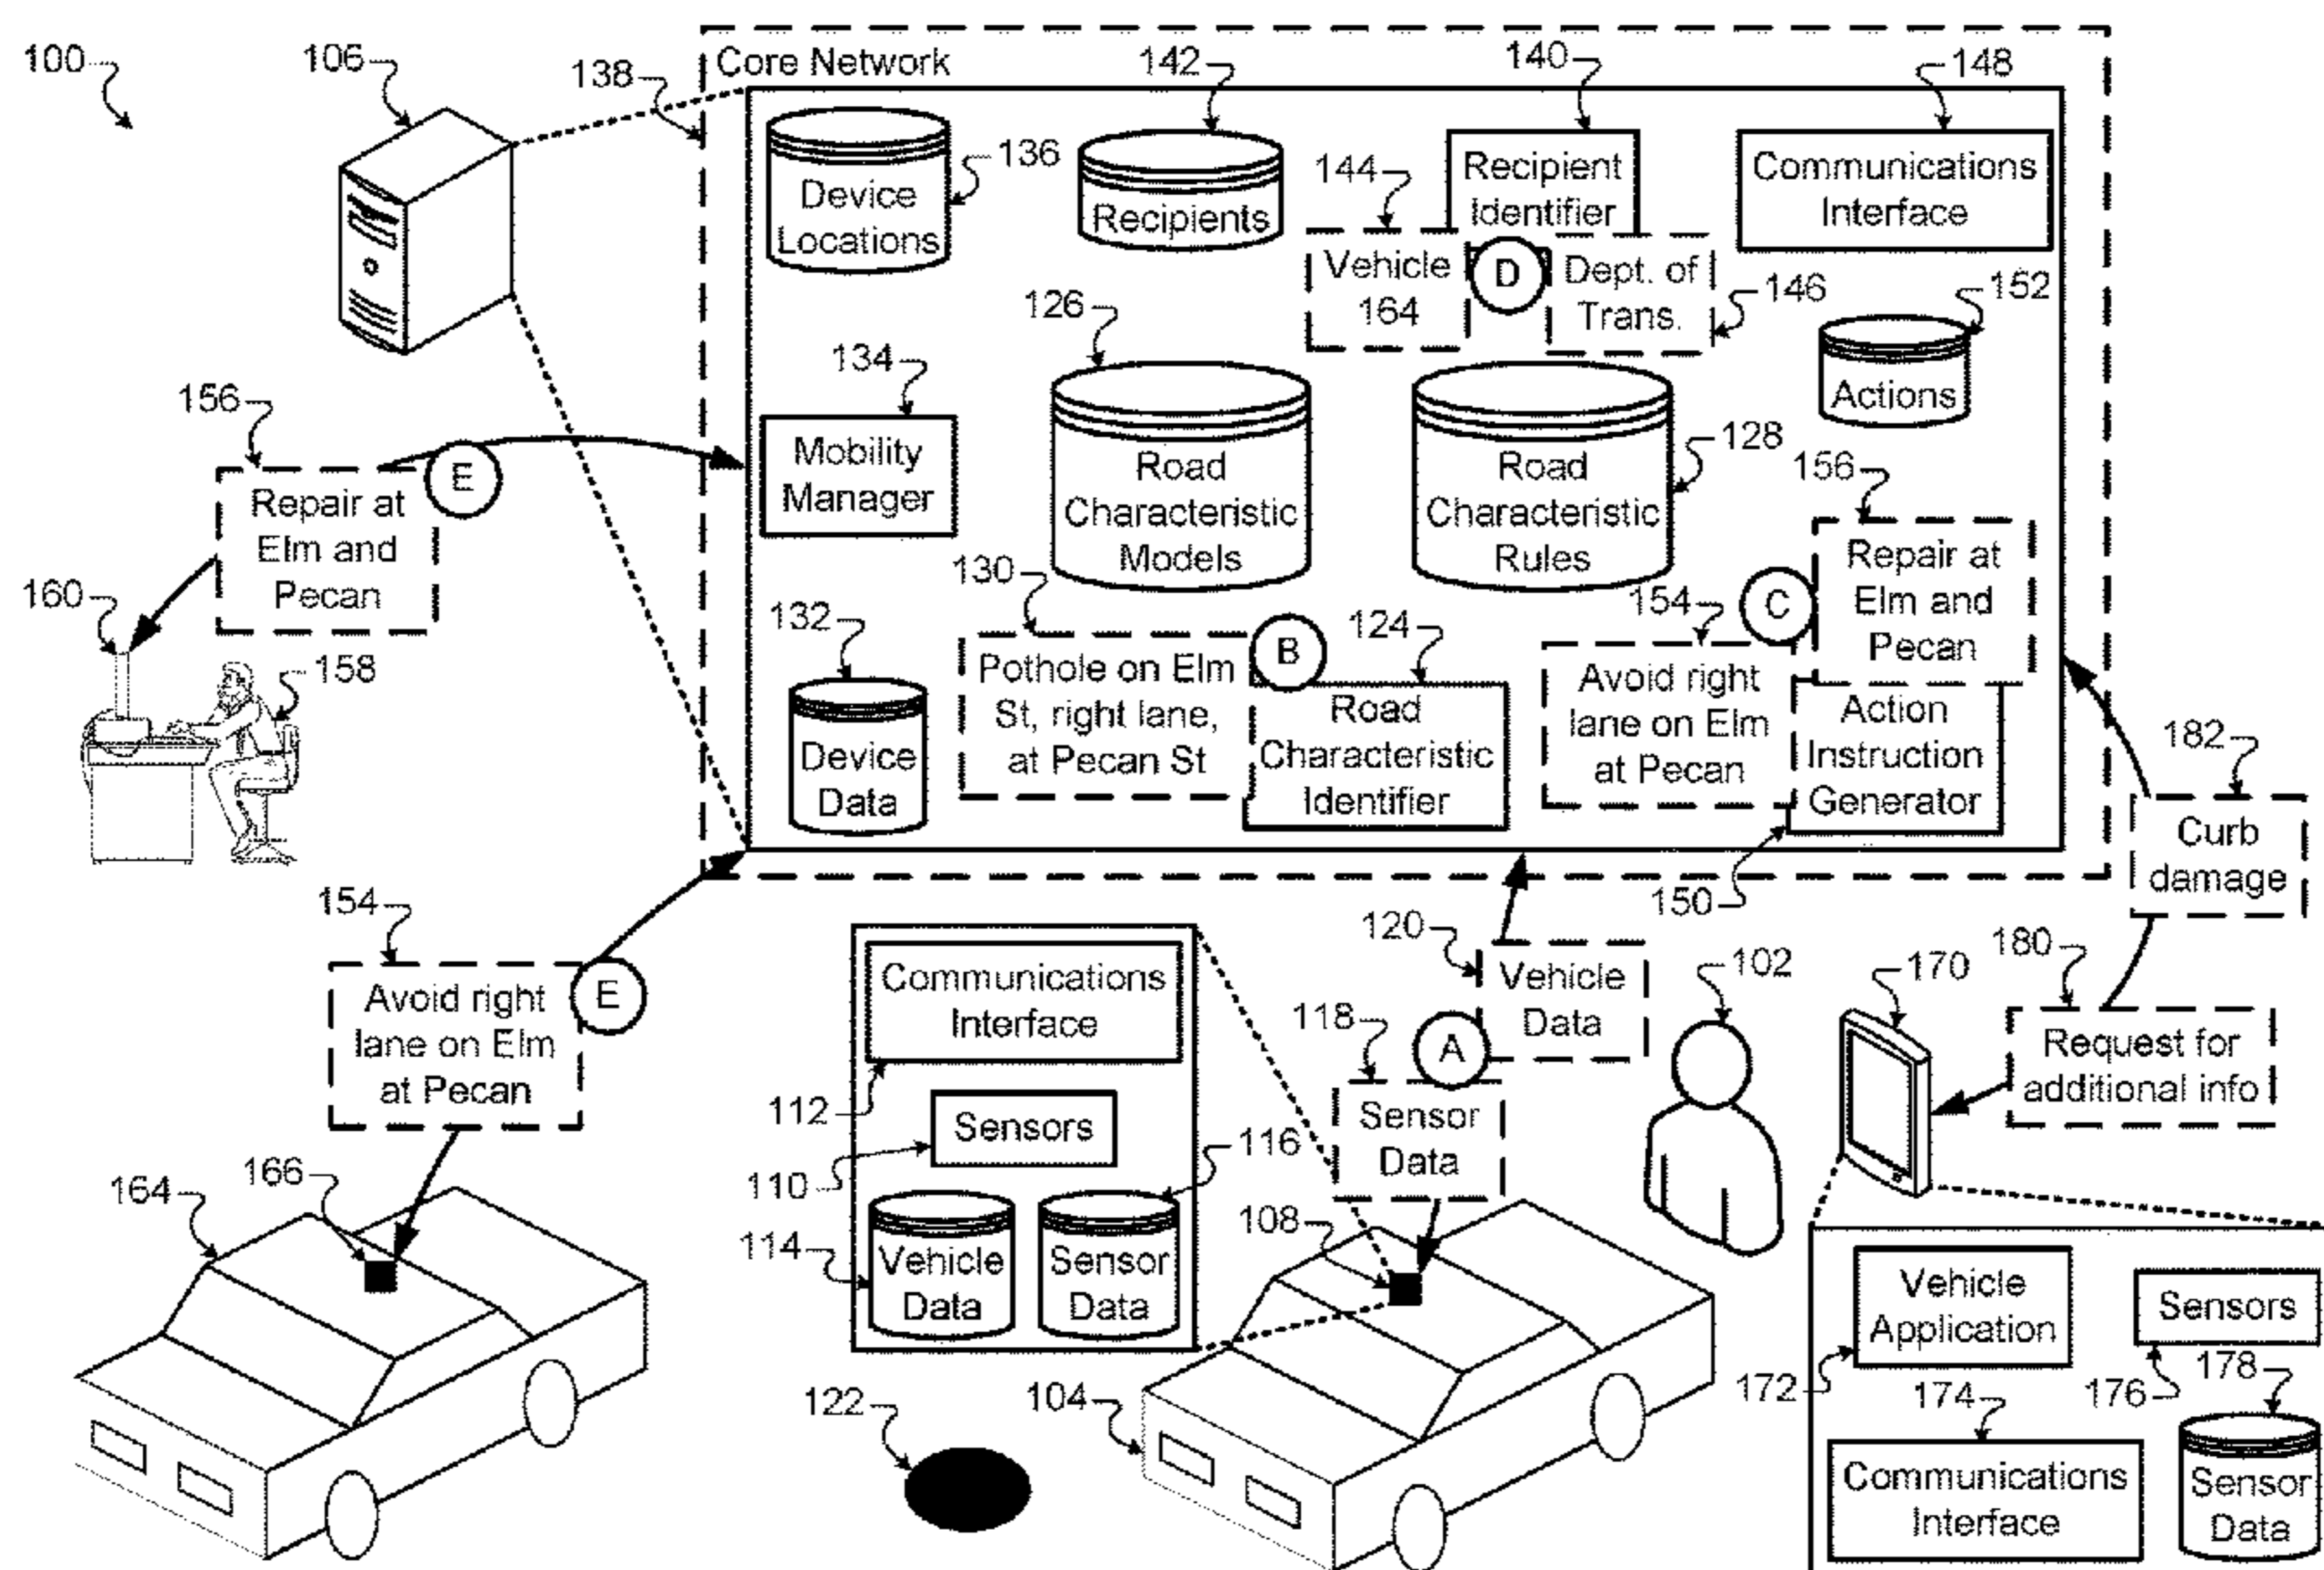 100
106
138
Core Network
142
140
148
Device
Locations
136
Recipients
144
Recipient
Identifier
Communications
Interface
Vehicle
164
D
Dept. of
Trans.
146
126
152
Actions
134
Mobility
Manager
156
E
Repair at
Elm and
Pecan
Road
Characteristic
Models
Road
Characteristic
Rules
128
156
Repair at
Elm and
Pecan
160
158
132
Device
Data
130
Pothole on Elm
St, right lane,
at Pecan St
B
124
Road
Characteristic
Identifier
154
C
Avoid right
lane on Elm
at Pecan
Action
Instruction
Generator
150
182
Curb
damage
154
Avoid right
lane on Elm
at Pecan
E
Communications
Interface
112
Sensors
110
116
114
Vehicle
Data
Sensor
Data
120
Vehicle
Data
118
A
Sensor
Data
102
170
180
Request for
additional info
164
166
108
122
104
Vehicle
Application
172
Sensors
176
178
174
Communications
Interface
Sensor
Data